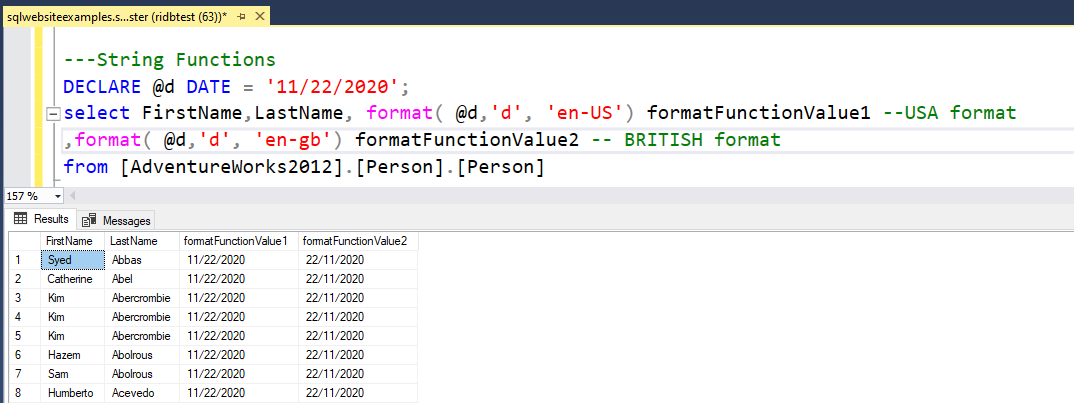 sqlwebsiteexamples.s...ster (ridbtest (63))*
---String Functions
DECLARE @d DATE = '11/22/2020';
select FirstName,LastName, format( @d,'d', 'en-US') formatFunctionValue1 --USA format
,format( @d,'d', 'en-gb') formatFunctionValue2 -- BRITISH format
from [AdventureWorks2012].[Person].[Person]
157 %
Results Messages
FirstName LastName formatFunctionValue1 formatFunctionValue2
1 Syed Abbas 11/22/2020 22/11/2020
2 Catherine Abel 11/22/2020 22/11/2020
3 Kim Abercrombie 11/22/2020 22/11/2020
4 Kim Abercrombie 11/22/2020 22/11/2020
5 Kim Abercrombie 11/22/2020 22/11/2020
6 Hazem Abolrous 11/22/2020 22/11/2020
7 Sam Abolrous 11/22/2020 22/11/2020
8 Humberto Acevedo 11/22/2020 22/11/2020